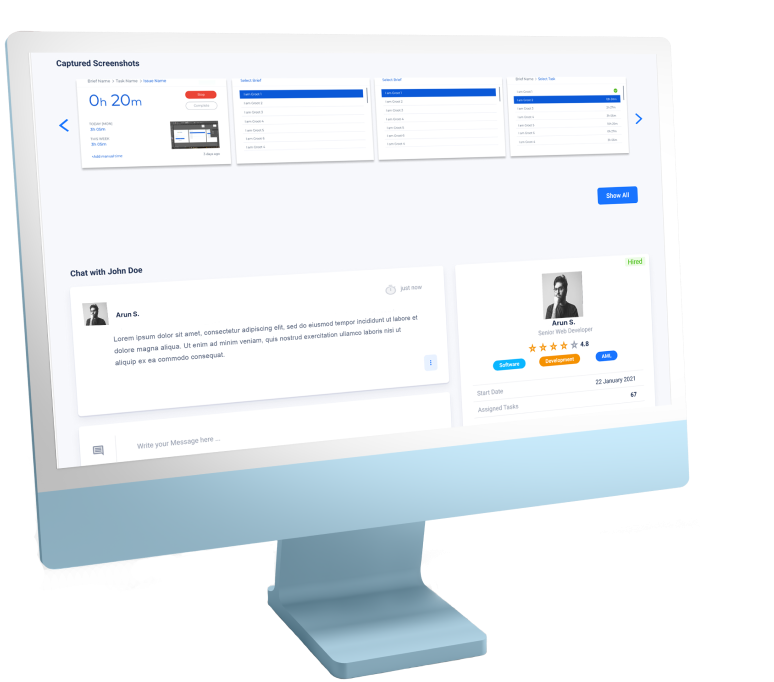 Captured Screenshots
Brief Name > Task Name > Issue Name
0h 20m
Stop
Select Brief
Select Brief
Brief Name > Select Task
Show All
Chat with John Doe
Arun S.
just now
Lorem ipsum dolor sit amet, consectetur adipiscing elit, sed do eiusmod tempor incididunt ut labore et
dolore magna aliqua. Ut enim ad minim veniam, quis nostrud exercitation ullamco laboris nisi ut
aliquip ex ea commodo consequat.
Write your Message here ...
Hired
Arun S.
Senior Web Developer
4.8
Software
Development
AML
Start Date
22 January 2021
Assigned Tasks
67